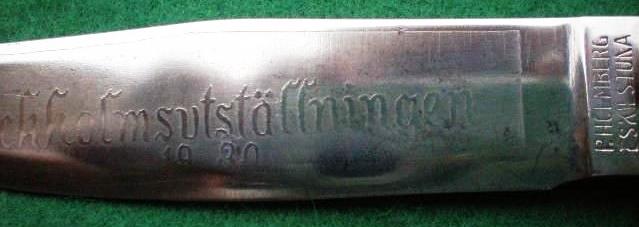 ckholmsutställningen
1930
P.HOLMBERG
ESKILSTUNA